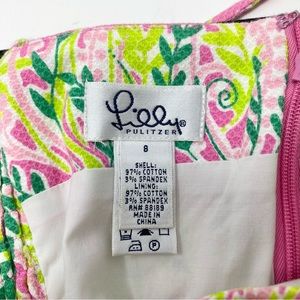 Lilly®
PULITZER
8
SHELL:
97% COTTON
3% SPANDEX
LINING:
97% COTTON
3% SPANDEX
RN# 88189
MADE IN
CHINA
P